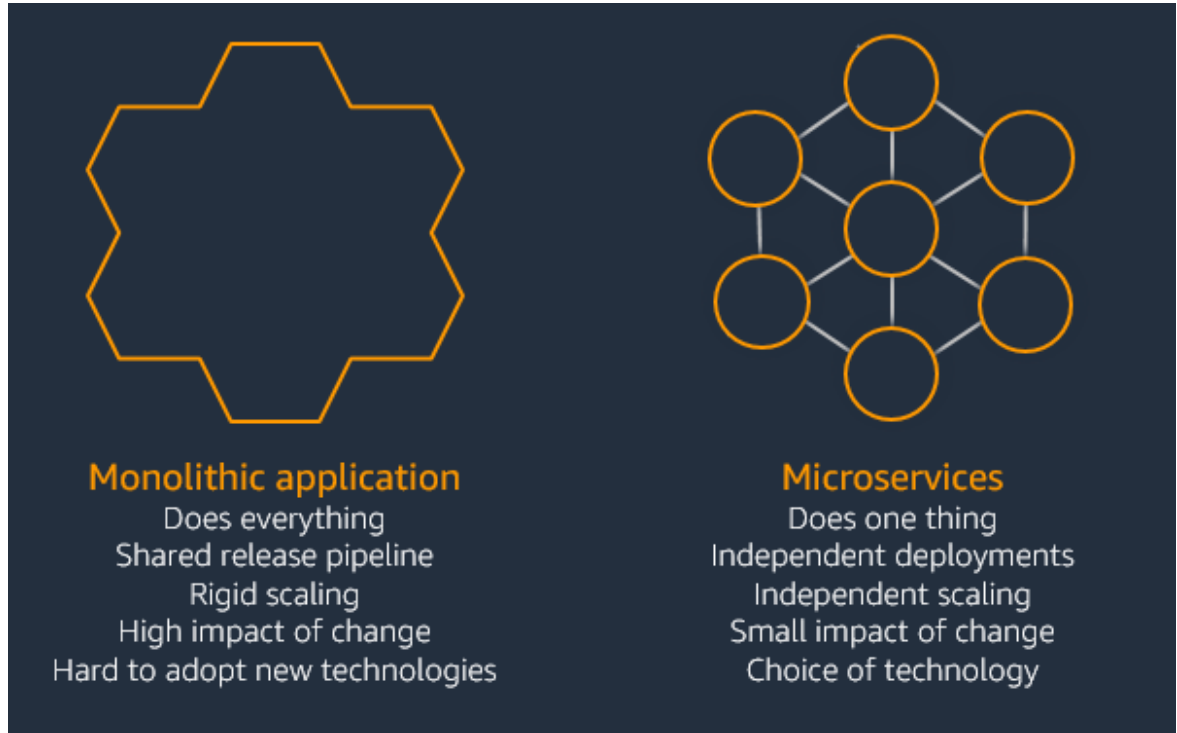 Monolithic application
Does everything
Shared release pipeline
Rigid scaling
High impact of change
Hard to adopt new technologies
Microservices
Does one thing
Independent deployments
Independent scaling
Small impact of change
Choice of technology